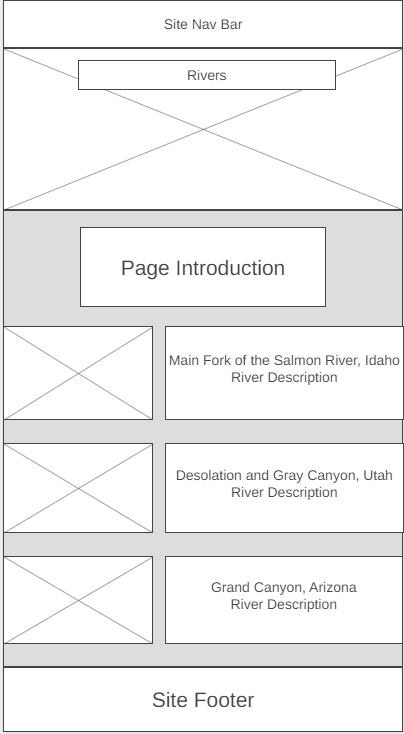 Site Nav Bar
Rivers
Page Introduction
Main Fork of the Salmon River, Idaho
River Description
Desolation and Gray Canyon, Utah
River Description
Grand Canyon, Arizona
River Description
Site Footer